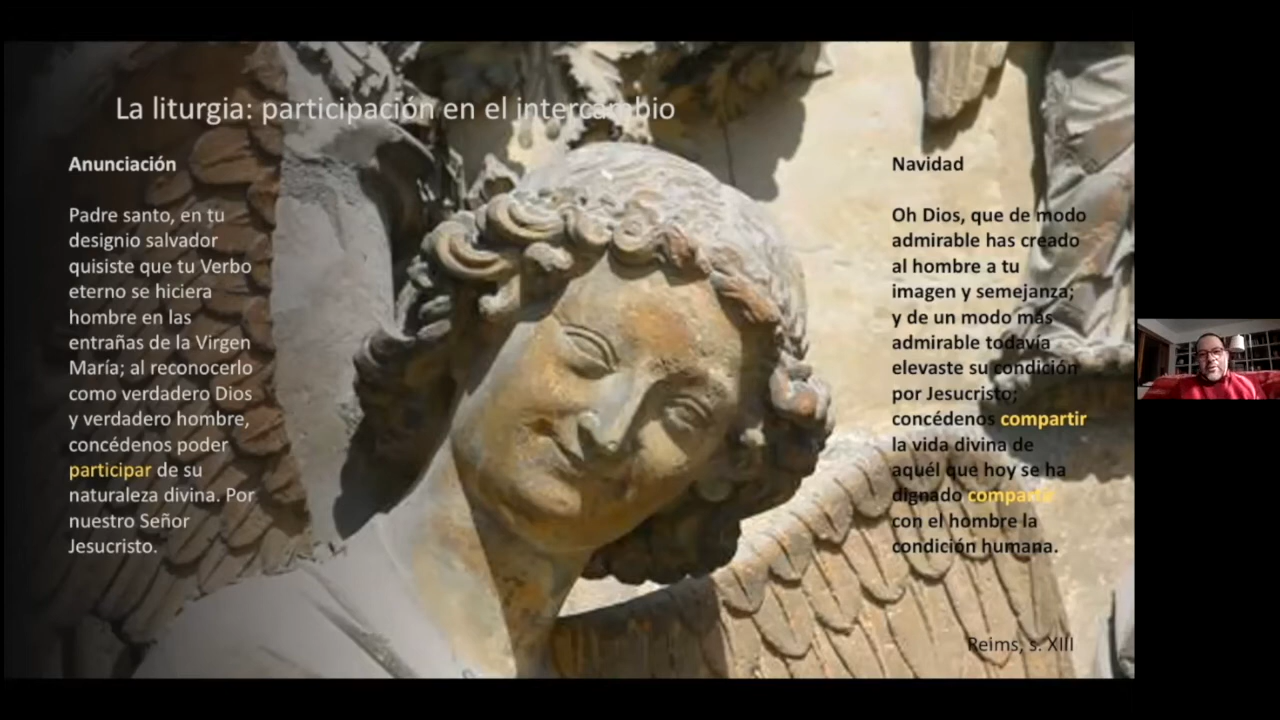 La liturgia: participación en el intercambio
Anunciación
Padre santo, en tu
designio salvador
quisiste que tu Verbo
eterno se hiciera
hombre en las
entrañas de la Virgen
María; al reconocerlo
como verdadero Dios
y verdadero hombre,
concédenos poder
participar de su
naturaleza divina. Por
nuestro Señor
Jesucristo.
Navidad
Oh Dios, que de modo
admirable has creado
al hombre a tu
imagen y semejanza;
y de un modo más
admirable todavía
elevaste su condición
por Jesucristo;
concédenos compartir
la vida divina de
aquél que hoy se ha
dignado compartir
con el hombre la
condición humana.
Reims, s. XIII